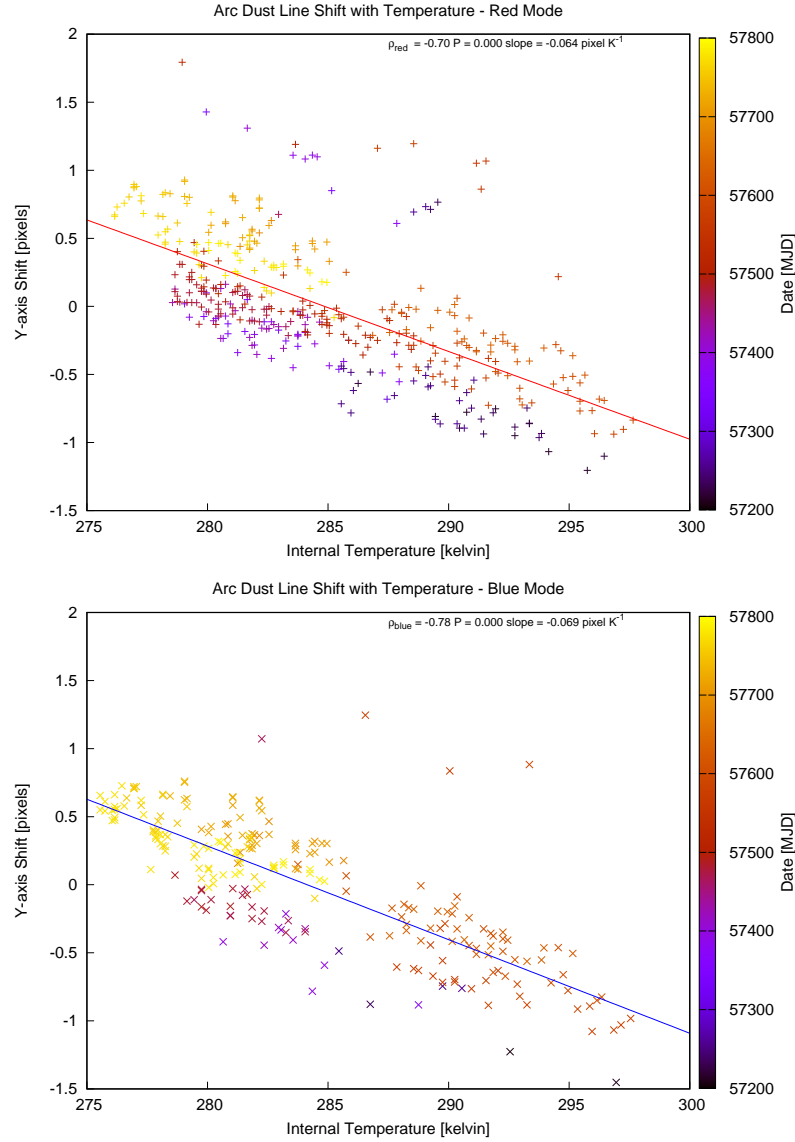 Arc Dust Line Shift with Temperature - Red Mode
ρred = -0.70 P = 0.000 slope = -0.064 pixel K-1
2
1.5
1
0.5
0
-0.5
-1
-1.5
Y-axis Shift [pixels]
275 280 285 290 295 300
Internal Temperature [kelvin]
57800
57700
57600
57500
57400
57300
57200
Date [MJD]
Arc Dust Line Shift with Temperature - Blue Mode
ρblue = -0.78 P = 0.000 slope = -0.069 pixel K-1
2
1.5
1
0.5
0
-0.5
-1
-1.5
Y-axis Shift [pixels]
275 280 285 290 295 300
Internal Temperature [kelvin]
57800
57700
57600
57500
57400
57300
57200
Date [MJD]